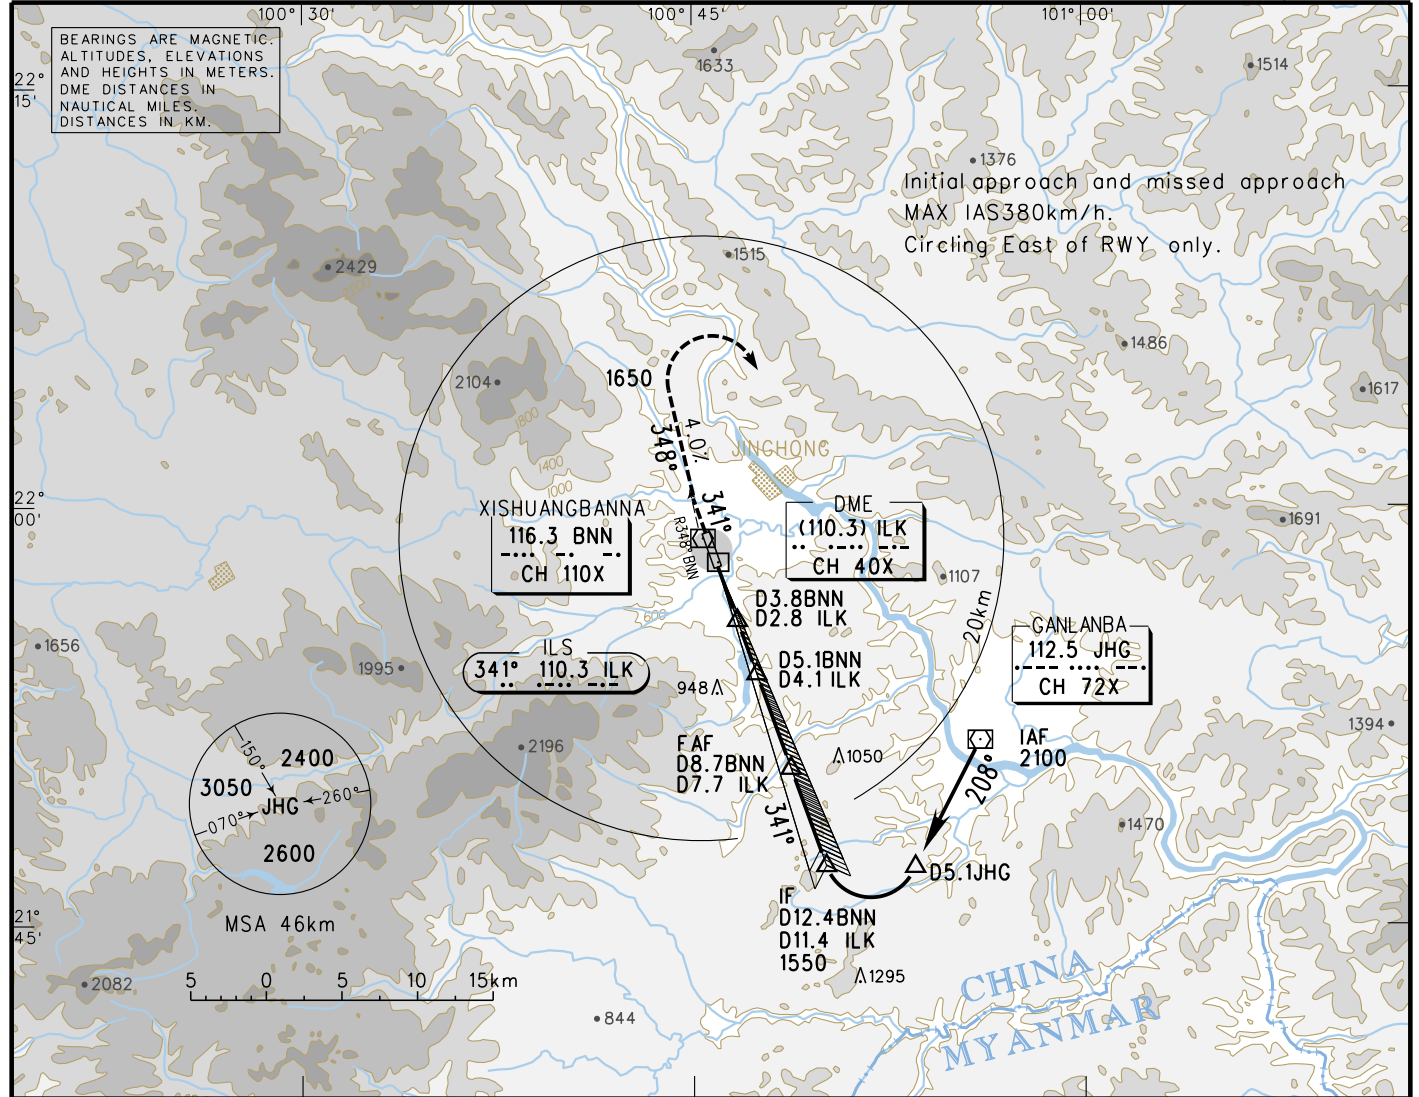 100° 30'
100° 45'
101° 00'
BEARINGS ARE MAGNETIC.
ALTITUDES, ELEVATIONS
AND HEIGHTS IN METERS.
DME DISTANCES IN
NAUTICAL MILES.
DISTANCES IN KM.
22°
15'
1633
1514
1376
Initial approach and missed approach
MAX IAS380km/h.
Circling East of RWY only.
1515
2429
2000
1486
1650
2104
1617
1800
4.0%
348°
JINCHONG
1400
1000
22°
00'
341°
XISHUANGBANNA
116.3 BNN
CH 110X
R348° BNN
DME
(110.3) ILK
CH 40X
1691
1107
D3.8BNN
D2.8 ILK
600
20km
GANLANBA
112.5 JHG
CH 72X
1656
1995
ILS
341° 110.3 ILK
D5.1BNN
D4.1 ILK
948
1394
2196
FAF
D8.7BNN
D7.7 ILK
1050
IAF
2100
208°
150°
2400
3050
JHG
260°
070°
2600
341°
1470
D5.1JHG
IF
D12.4BNN
D11.4 ILK
1550
21°
45'
MSA 46km
1295
2082
5 0 5 10 15km
844
CHINA
MYANMAR